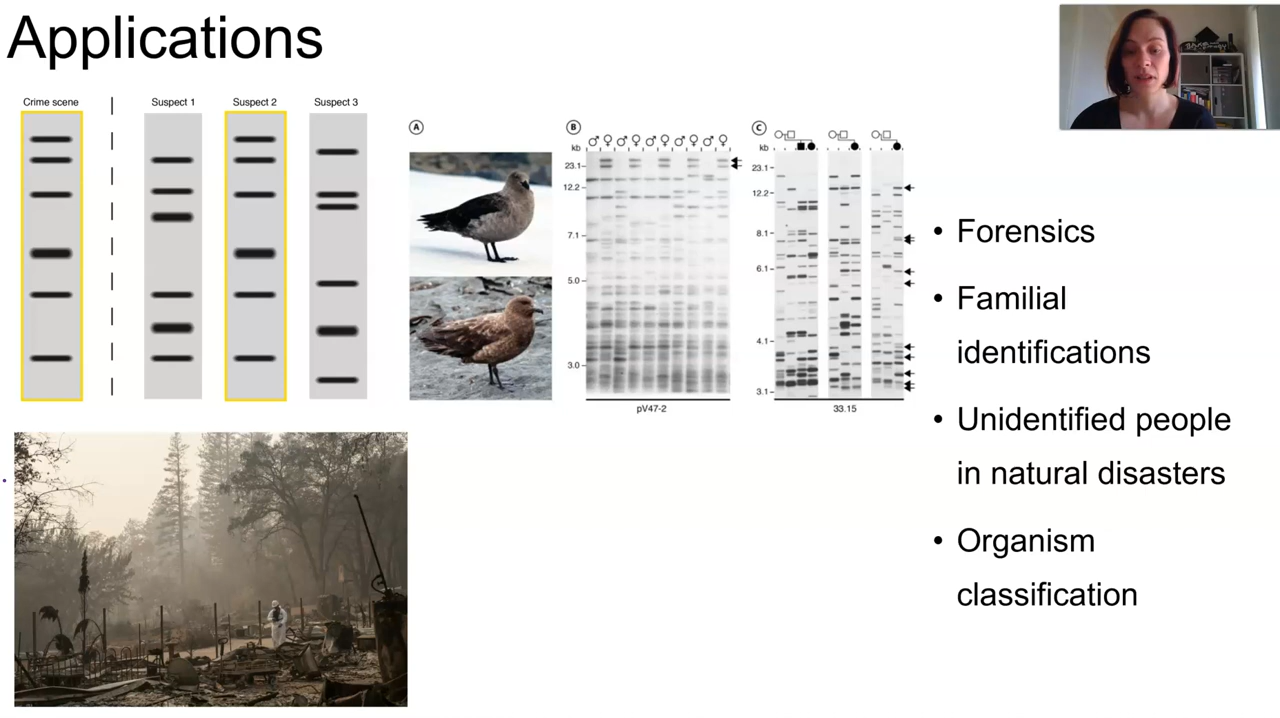 Applications
Crime scene
Suspect 1
Suspect 2
Suspect 3
A
B
♂ ♀ ♂ ♀ ♂ ♀ ♂ ♀ ♂ ♀
kb
23.1
12.2
7.1
5.0
3.0
pV47-2
C
kb
23.1
12.2
8.1
6.1
4.1
3.1
33.15
• Forensics
• Familial
identifications
• Unidentified people
in natural disasters
• Organism
classification